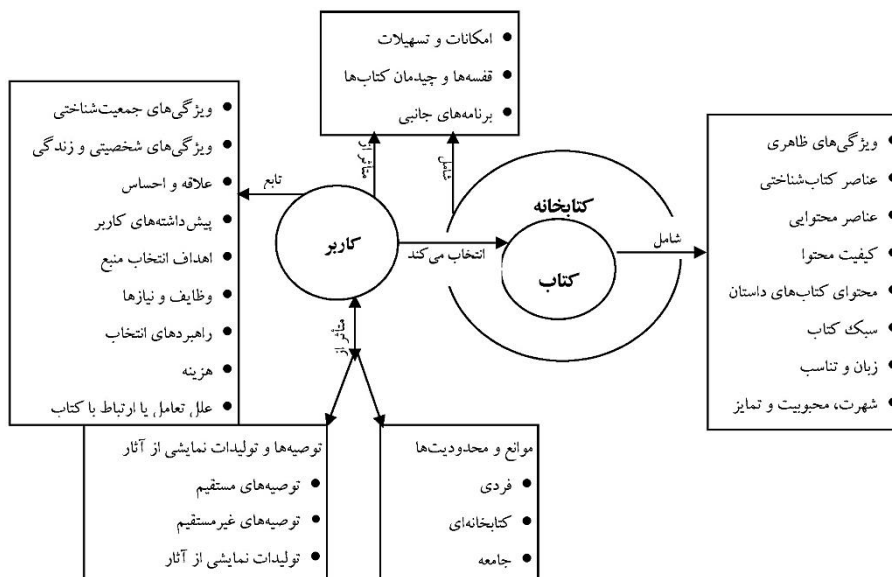 امکانات و تسهیلات
قفسه‌ها و چیدمان کتاب‌ها
برنامه‌های جانبی
ویژگی‌های ظاهری
عناصر کتاب‌شناختی
عناصر محتوایی
کیفیت محتوا
محتوای کتاب‌های داستان
سبک کتاب
زبان و تناسب
شهرت، محبوبیت و تمایز
شامل
کتابخانه
کتاب
شامل
انتخاب می‌کند
متأثر از
کاربر
تابع
ویژگی‌های جمعیت‌شناختی
ویژگی‌های شخصیتی و زندگی
علاقه و احساس
پیش‌داشته‌های کاربر
اهداف انتخاب منبع
وظایف و نیازها
راهبردهای انتخاب
هزینه
علل تعامل یا ارتباط با کتاب
متأثر از
موانع و محدودیت‌ها
فردی
کتابخانه‌ای
جامعه
توصیه‌ها و تولیدات نمایشی از آثار
توصیه‌های مستقیم
توصیه‌های غیرمستقیم
تولیدات نمایشی از آثار